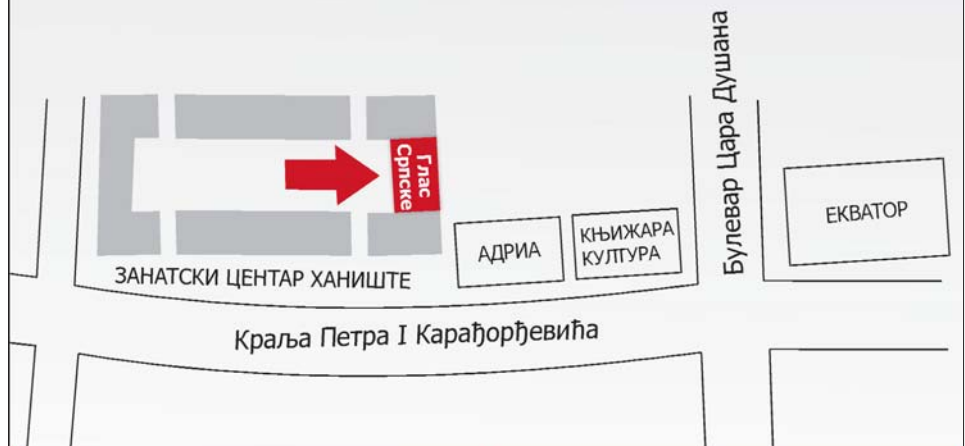 Булевар Цара Душана
Глас
Српске
ЕКВАТОР
АДРИА
КЊИЖАРА
КУЛТУРА
ЗАНАТСКИ ЦЕНТАР ХАНИШТЕ
Краља Петра I Карађорђевића